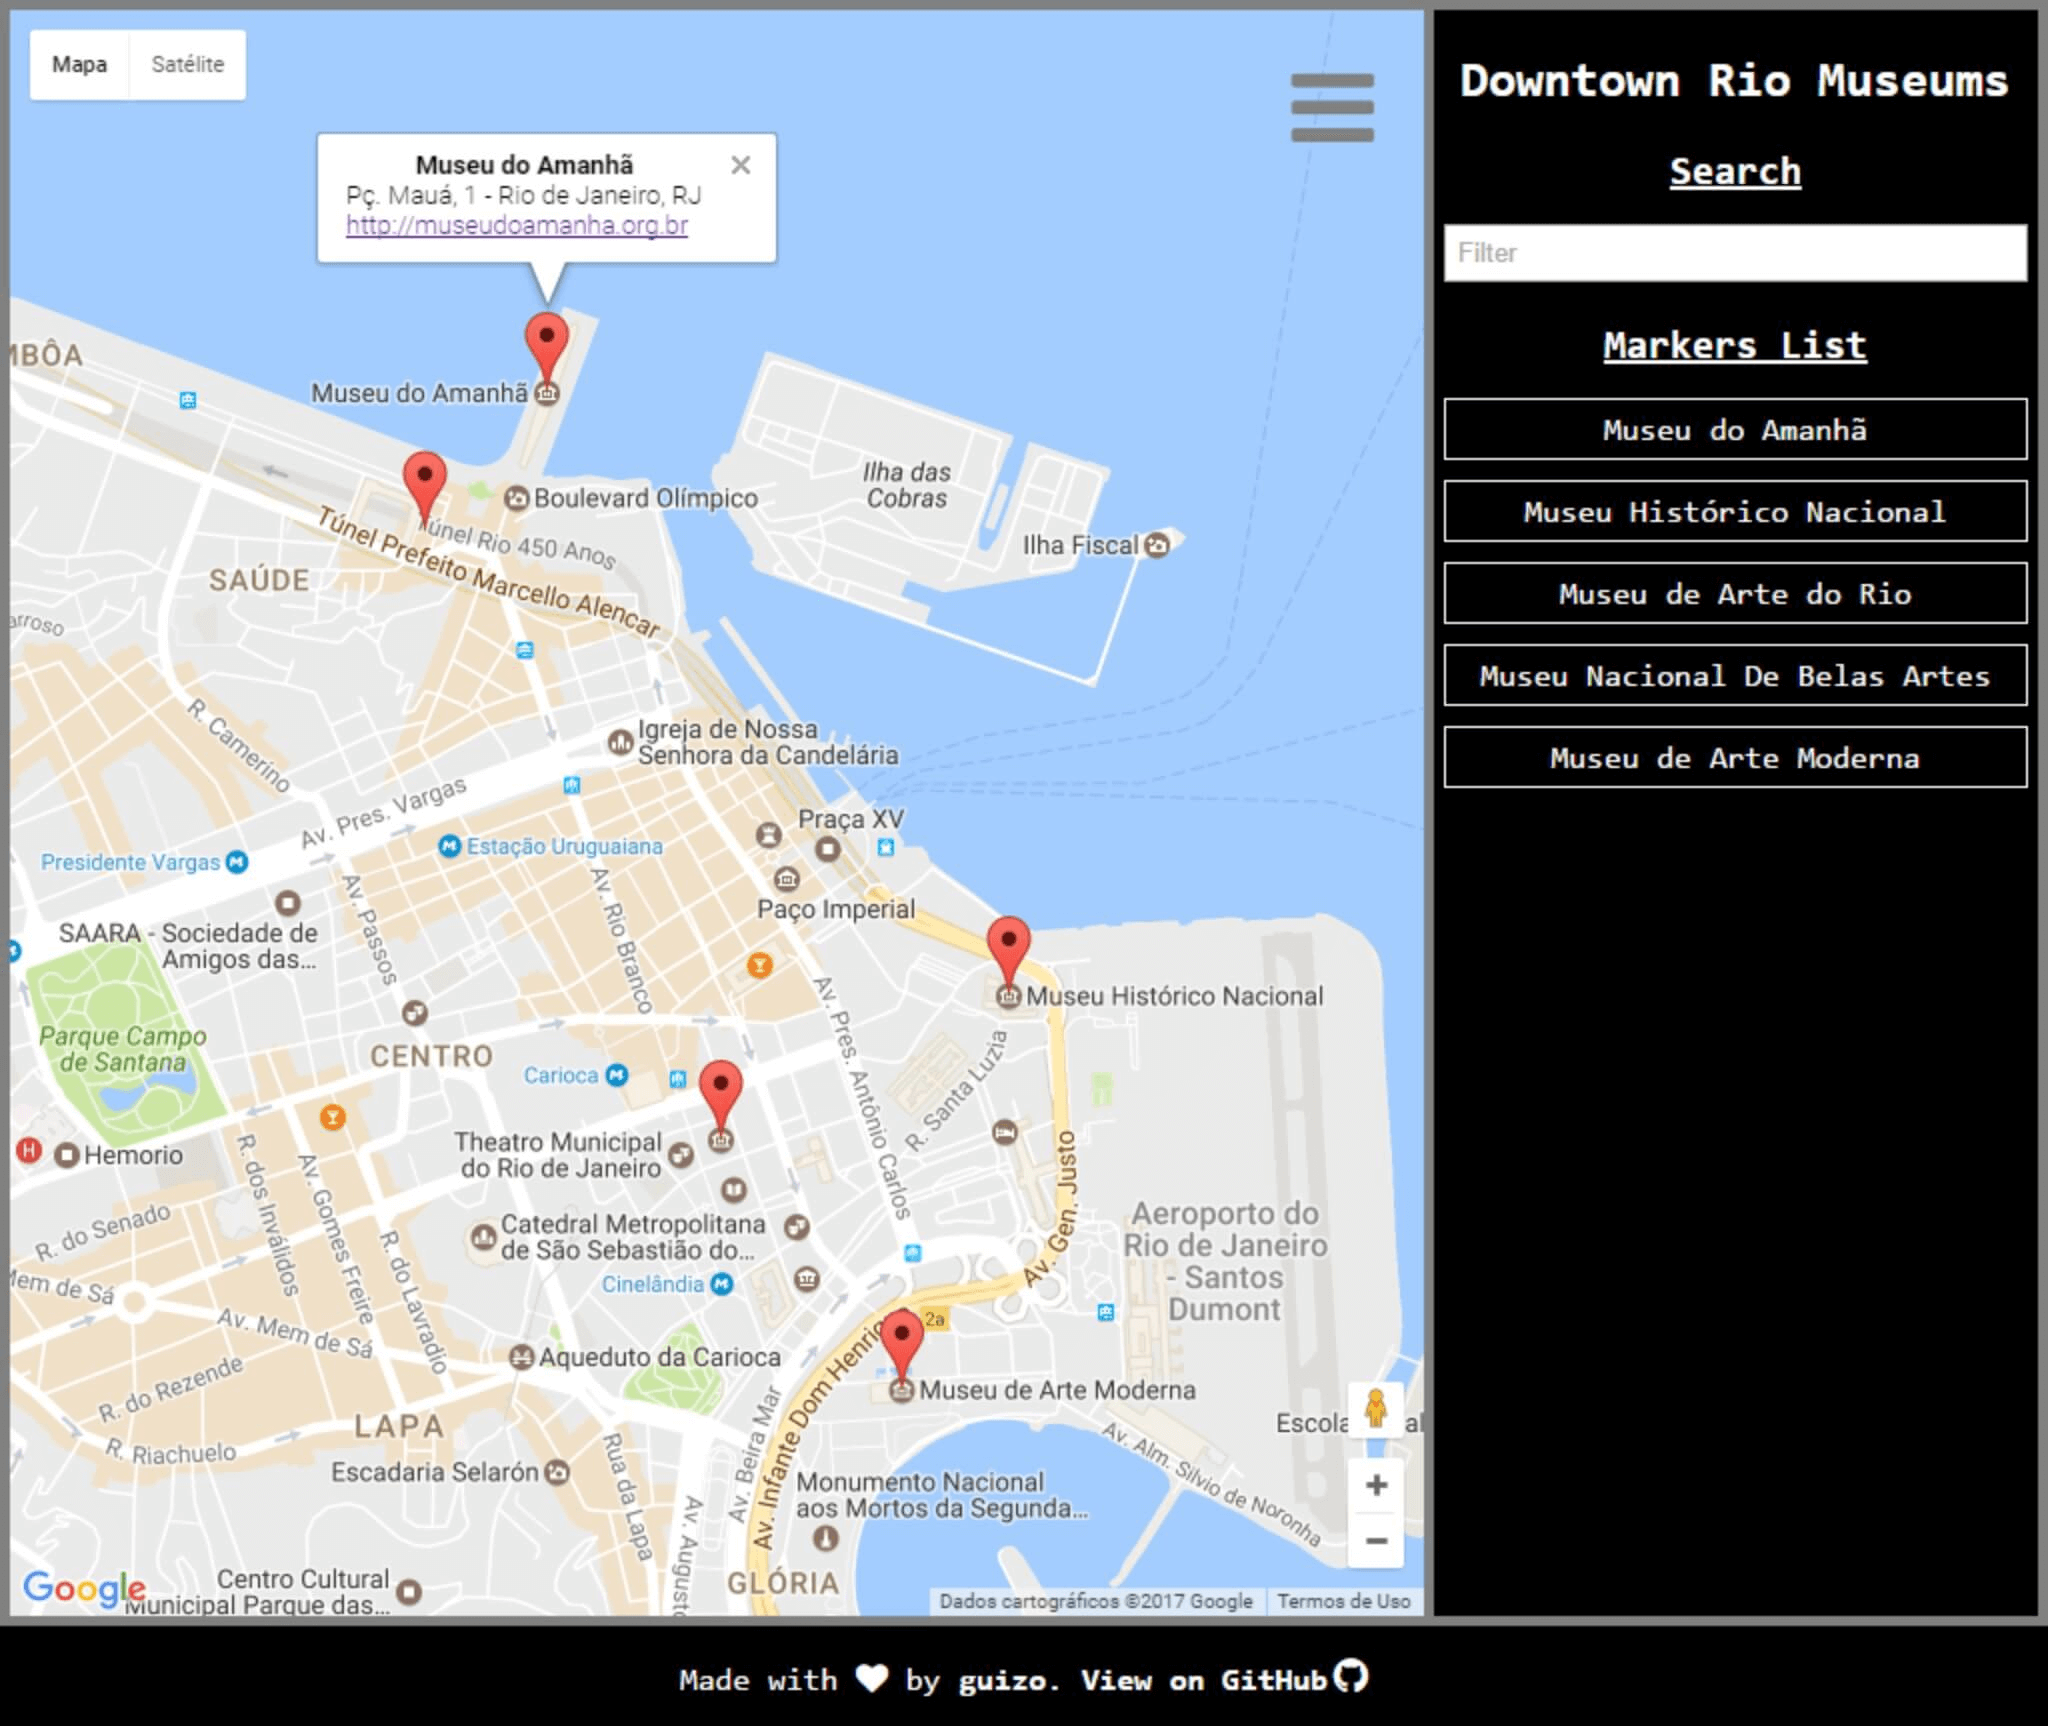 Mapa
Satélite
Museu do Amanhã
Pç. Mauá, 1 - Rio de Janeiro, RJ
http://museudoamanha.org.br
MBÔA
Museu do Amanhã
Boulevard Olímpico
Ilha das
Cobras
Ilha Fiscal
Túnel Rio 450 Anos
Túnel Prefeito Marcello Alencar
SAÚDE
arroso
R. Camerino
Igreja de Nossa
Senhora da Candelária
Av. Pres. Vargas
Praça XV
Presidente Vargas
Estação Uruguaiana
Paço Imperial
Av. Passos
Av. Rio Branco
SAARA - Sociedade de
Amigos das...
Museu Histórico Nacional
Av. Pres. Antônio Carlos
Parque Campo
de Santana
CENTRO
Carioca
R. Santa Luzia
H
Hemorio
Theatro Municipal
do Rio de Janeiro
Av. Gen. Justo
R. dos Inválidos
Av. Gomes Freire
R. do Senado
R. do Lavradio
Catedral Metropolitana
de São Sebastião do...
Aeroporto do
Rio de Janeiro
- Santos
Dumont
Cinelândia
Mem de Sá
Av. Mem de Sá
2a
Aqueduto da Carioca
Av. Infante Dom Henriq
Museu de Arte Moderna
R. do Rezende
LAPA
R. Riachuelo
Escola
al
Av. Beira Mar
Av. Alm. Silvio de Noronha
Escadaria Selarón
Rua da Lapa
Monumento Nacional
aos Mortos da Segunda...
Av. Augusto
GLÓRIA
Centro Cultural
Municipal Parque das...
Google
Dados cartográficos ©2017 Google
Termos de Uso
Downtown Rio Museums
Search
Filter
Markers List
Museu do Amanhã
Museu Histórico Nacional
Museu de Arte do Rio
Museu Nacional De Belas Artes
Museu de Arte Moderna
Made with ♥ by guizo. View on GitHub